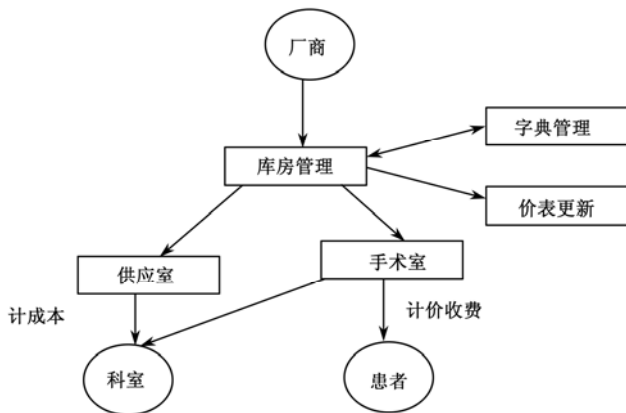 厂商
字典管理
库房管理
价表更新
供应室
手术室
计成本
计价收费
科室
患者